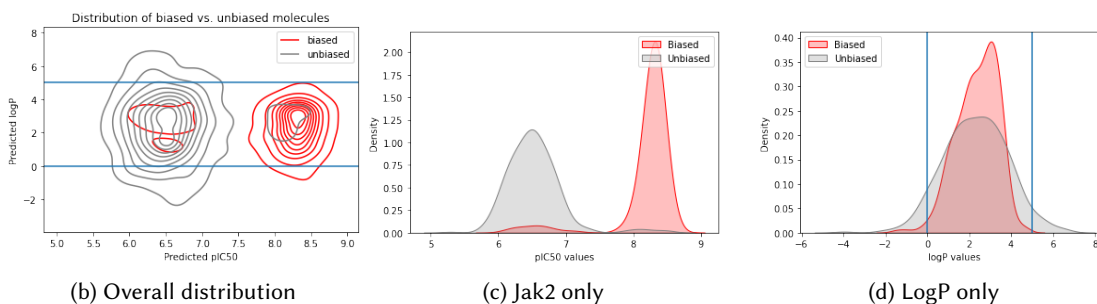 Distribution of biased vs. unbiased molecules
biased
unbiased
8
6
4
2
0
−2
Predicted logP
5.0 5.5 6.0 6.5 7.0 7.5 8.0 8.5 9.0
Predicted pIC50
(b) Overall distribution
Biased
Unbiased
2.00
1.75
1.50
1.25
1.00
0.75
0.50
0.25
0.00
Density
5 6 7 8 9
pIC50 values
(c) Jak2 only
Biased
Unbiased
0.40
0.35
0.30
0.25
0.20
0.15
0.10
0.05
0.00
Density
−6 −4 −2 0 2 4 6 8
logP values
(d) LogP only